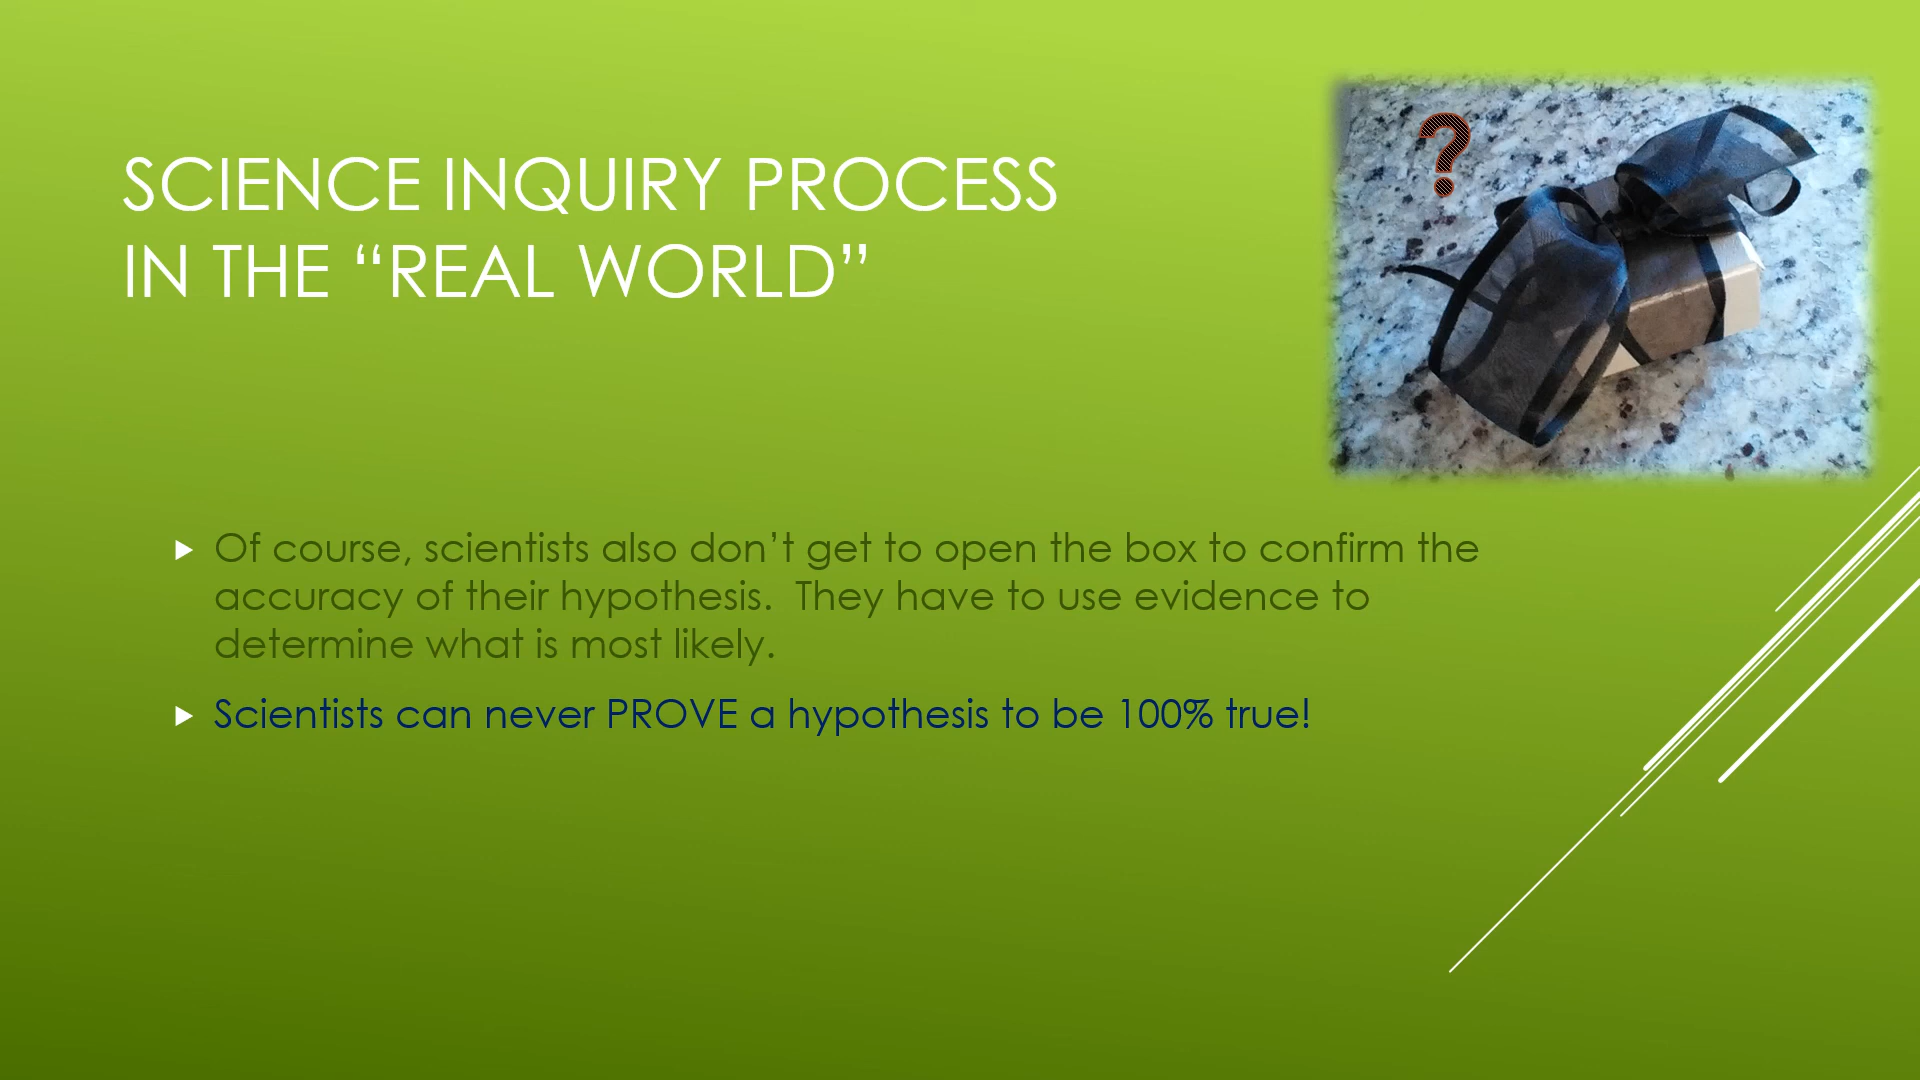 SCIENCE INQUIRY PROCESS
IN THE “REAL WORLD”
?
Of course, scientists also don’t get to open the box to confirm the
accuracy of their hypothesis.  They have to use evidence to
determine what is most likely.
Scientists can never PROVE a hypothesis to be 100% true!